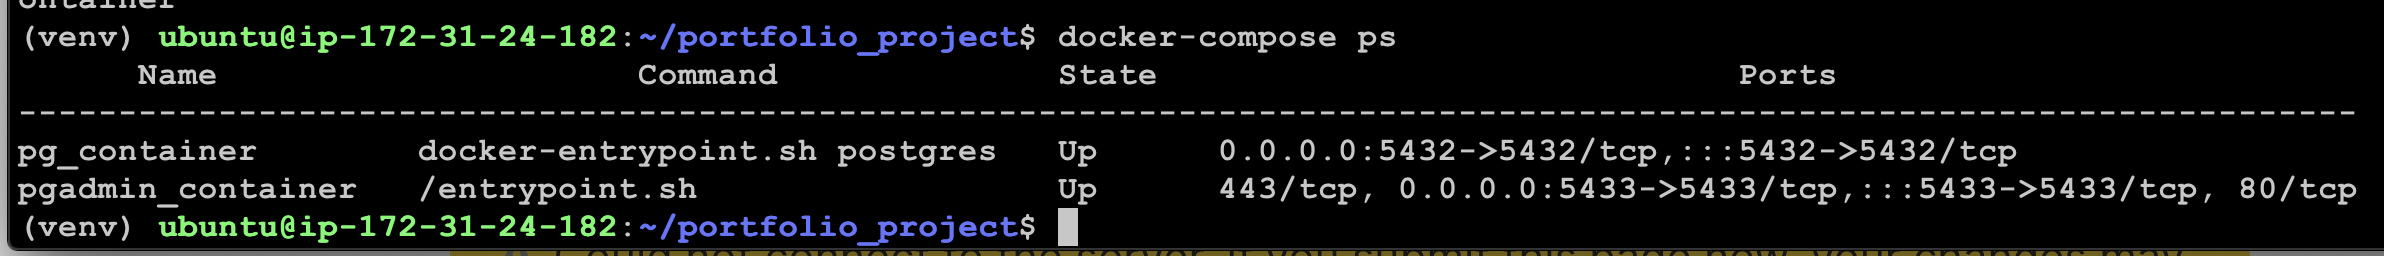 ontainer
(venv) ubuntu@ip-172-31-24-182:~/portfolio_project$ docker-compose ps
Name Command State Ports
--------------------------------------------------------------------------------------------------------------------
pg_container docker-entrypoint.sh postgres Up 0.0.0.0:5432->5432/tcp,:::5432->5432/tcp
pgadmin_container /entrypoint.sh Up 443/tcp, 0.0.0.0:5433->5433/tcp,:::5433->5433/tcp, 80/tcp
(venv) ubuntu@ip-172-31-24-182:~/portfolio_project$